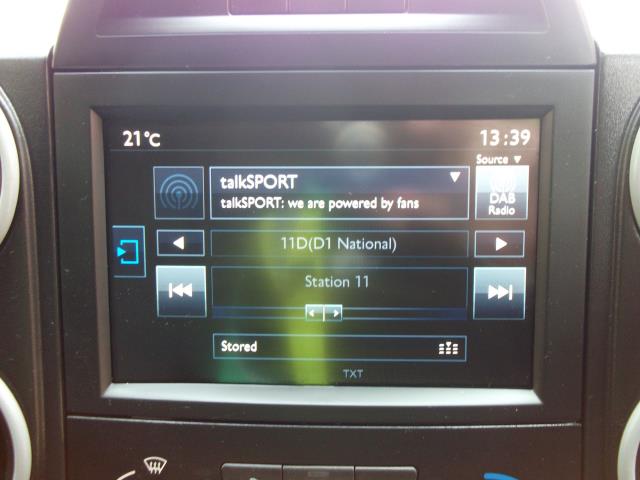 21°C
13:39
Source
talkSPORT
talkSPORT: we are powered by fans
DAB
Radio
11D(D1 National)
Station 11
Stored
TXT